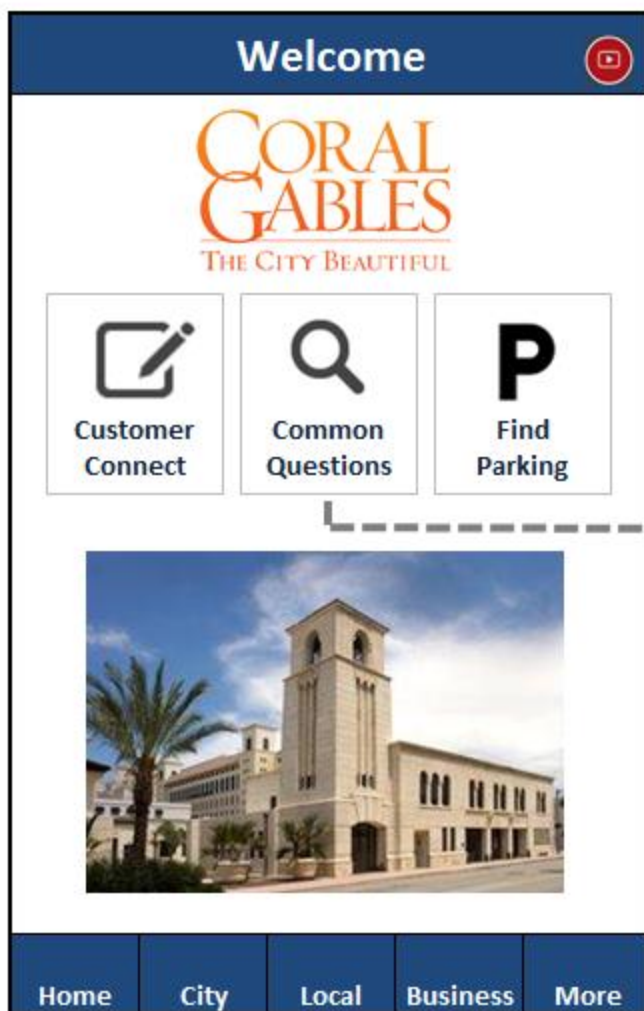 Welcome
CORAL
GABLES
THE CITY BEAUTIFUL
Customer
Connect
Common
Questions
P
Find
Parking
Home
City
Local
Business
More